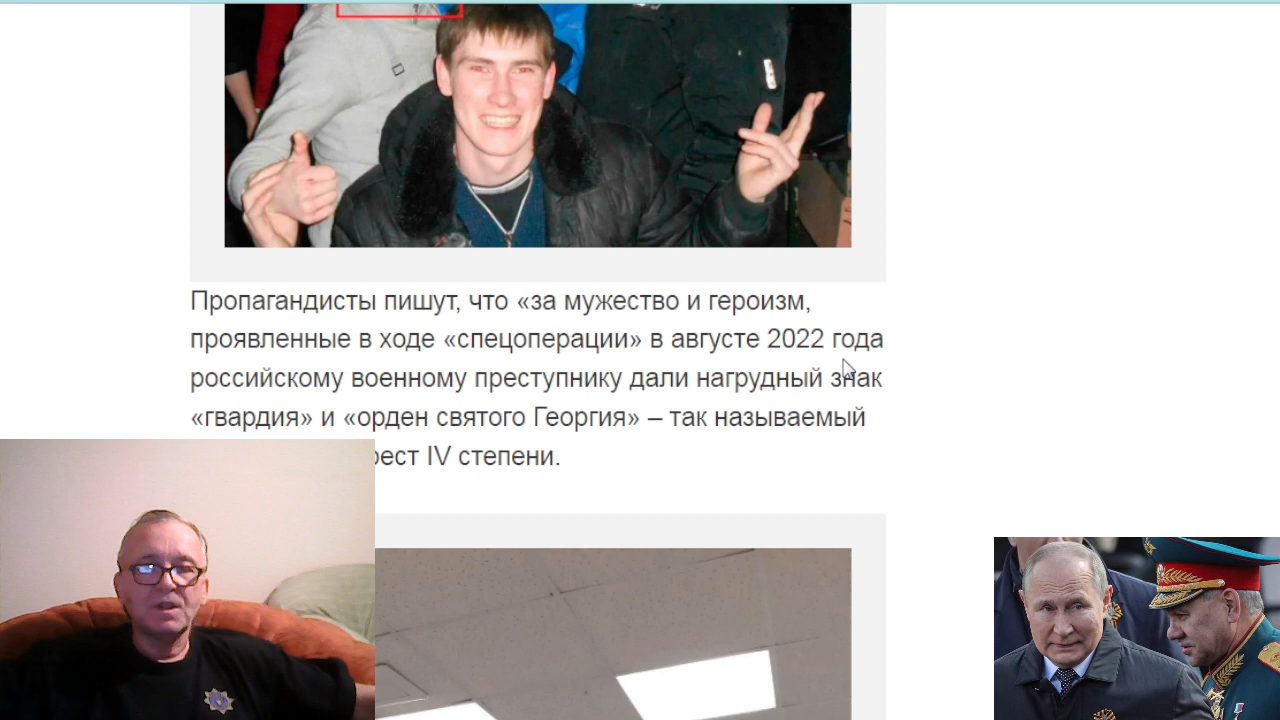 Пропагандисты пишут, что «за мужество и героизм,
проявленные в ходе «спецоперации» в августе 2022 года
российскому военному преступнику дали нагрудный знак
«гвардия» и «орден святого Георгия» – так называемый
IV степени.